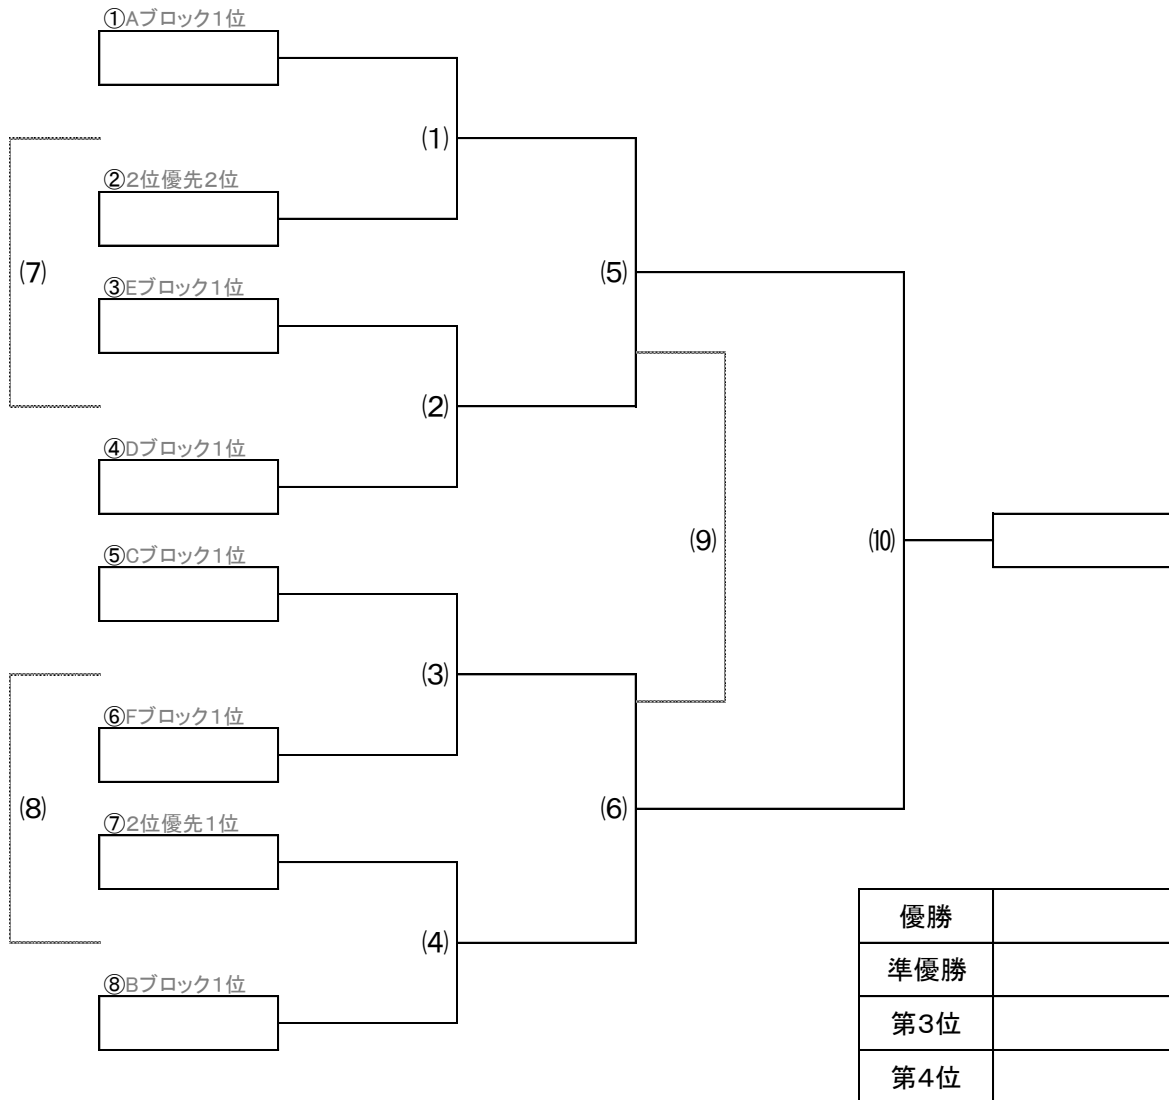 ①Aブロック1位
⑴
②2位優先2位
⑺
⑸
③Eブロック1位
⑵
④Dブロック1位
⑼
⑽
⑤Cブロック1位
⑶
⑥Fブロック1位
⑻
⑹
⑦2位優先1位
⑷
⑧Bブロック1位
優勝
準優勝
第3位
第4位